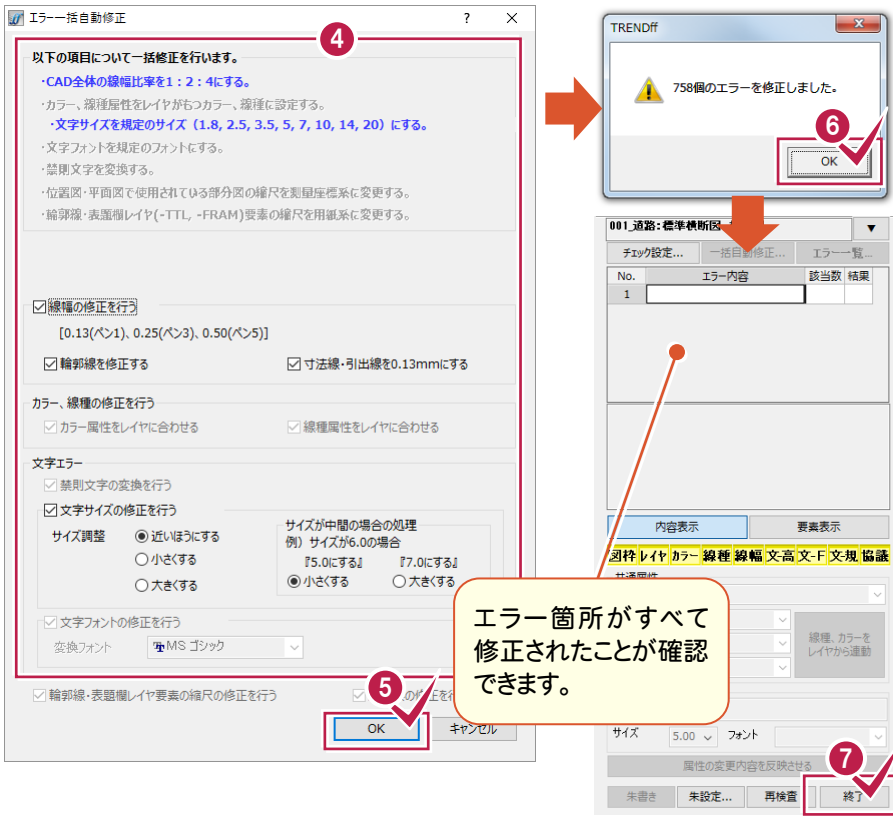 エラー一括自動修正
? ×
4
以下の項目について一括修正を行います。
・CAD全体の線幅比率を1：2：4にする。
・カラー、線種属性をレイヤがもつカラー、線種に設定する。
・文字サイズを規定のサイズ（1.8, 2.5, 3.5, 5, 7, 10, 14, 20）にする。
・文字フォントを規定のフォントにする。
・禁則文字を変換する。
・位置図・平面図で使用されている部分図の縮尺を測量座標系に変更する。
・輪郭線・表題欄レイヤ(-TTL, -FRAM)要素の縮尺を用紙系に変更する。
線幅の修正を行う
[0.13(ペン1)、0.25(ペン3)、0.50(ペン5)]
輪郭線を修正する 寸法線・引出線を0.13mmにする
カラー、線種の修正を行う
カラー属性をレイヤに合わせる 線種属性をレイヤに合わせる
文字エラー
禁則文字の変換を行う
文字サイズの修正を行う
サイズ調整 近いほうにする
小さくする
大きくする
サイズが中間の場合の処理
例）サイズが6.0の場合
『5.0にする』 『7.0にする』
小さくする 大きくする
文字フォントの修正を行う
変換フォント MS ゴシック
輪郭線・表題欄レイヤ要素の縮尺の修正を行う
の修正を行
5
OK キャンセル
TRENDff
758個のエラーを修正しました。
6
OK
001_道路：標準横断図
チェック設定... 一括自動修正... エラー一覧...
No. エラー内容 該当数 結果
1
内容表示 要素表示
図枠 レイヤ カラー 線種 線幅 文-高 文-F 文規 協議
共通属性
線種、カラーを
レイヤから連動
エラー箇所がすべて
修正されたことが確認
できます。
サイズ 5.00 フォント
属性の変更内容を反映させる
7
朱書き 朱設定... 再検査 終了